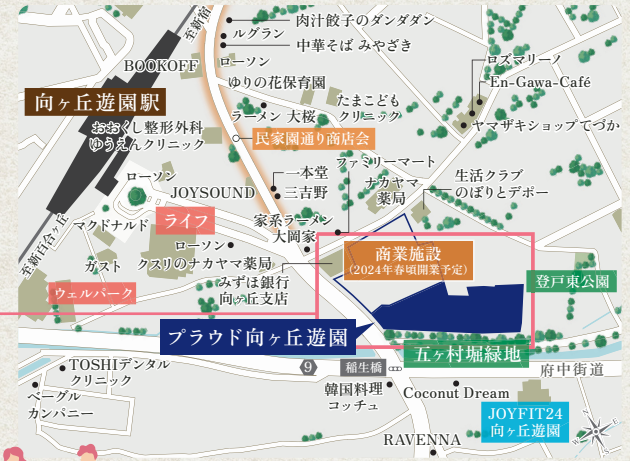 至新宿
肉汁餃子のダンダダン
ルグラン
中華そば みやざき
BOOKOFF
ローソン
ロズマリーノ
En-Gawa-Café
ゆりの花保育園
向ヶ丘遊園駅
たまこども
クリニック
ラーメン 大桜
ヤマザキショップてづか
おおくし整形外科
ゆうえんクリニック
民家園通り商店会
ファミリーマート
一本堂
ローソン
JOYSOUND
三吉野
ナカヤマ
薬局
生活クラブ
のぼりとデポー
マクドナルド
ライフ
家系ラーメン
大岡家
ローソン
商業施設
(2024年春頃開業予定)
至新百合ヶ丘
ガスト
クスリのナカヤマ薬局
みずほ銀行
向ヶ丘支店
登戸東公園
ウェルパーク
プラウド向ヶ丘遊園
五ヶ村堀緑地
TOSHIデンタル
クリニック
9
稲生橋
府中街道
ベーグル
カンパニー
韓国料理
コッチュ
Coconut Dream
JOYFIT24
向ヶ丘遊園
RAVENNA
N
E
S
W